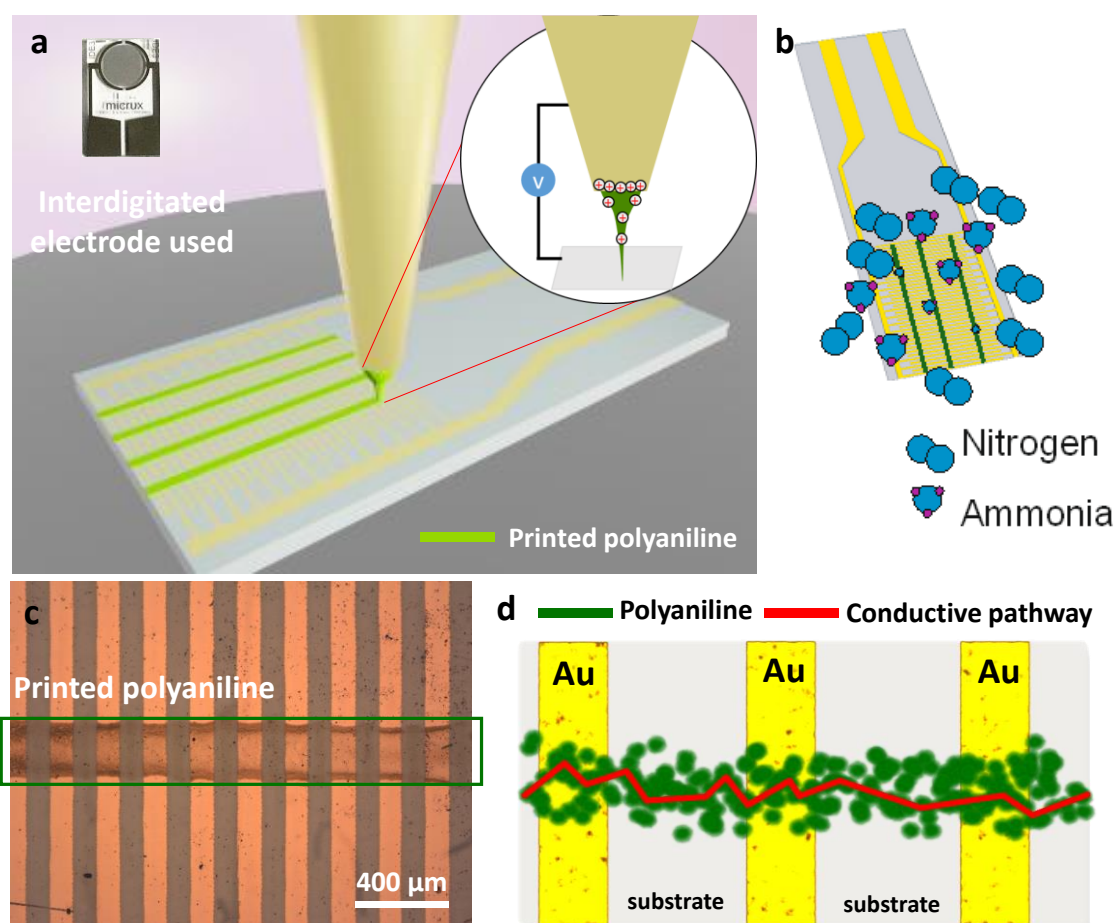 a
micrux
Interdigitated
electrode used
V
Printed polyaniline
b
Nitrogen
Ammonia
c
Printed polyaniline
400 μm
d
Polyaniline
Conductive pathway
Au
Au
Au
substrate
substrate